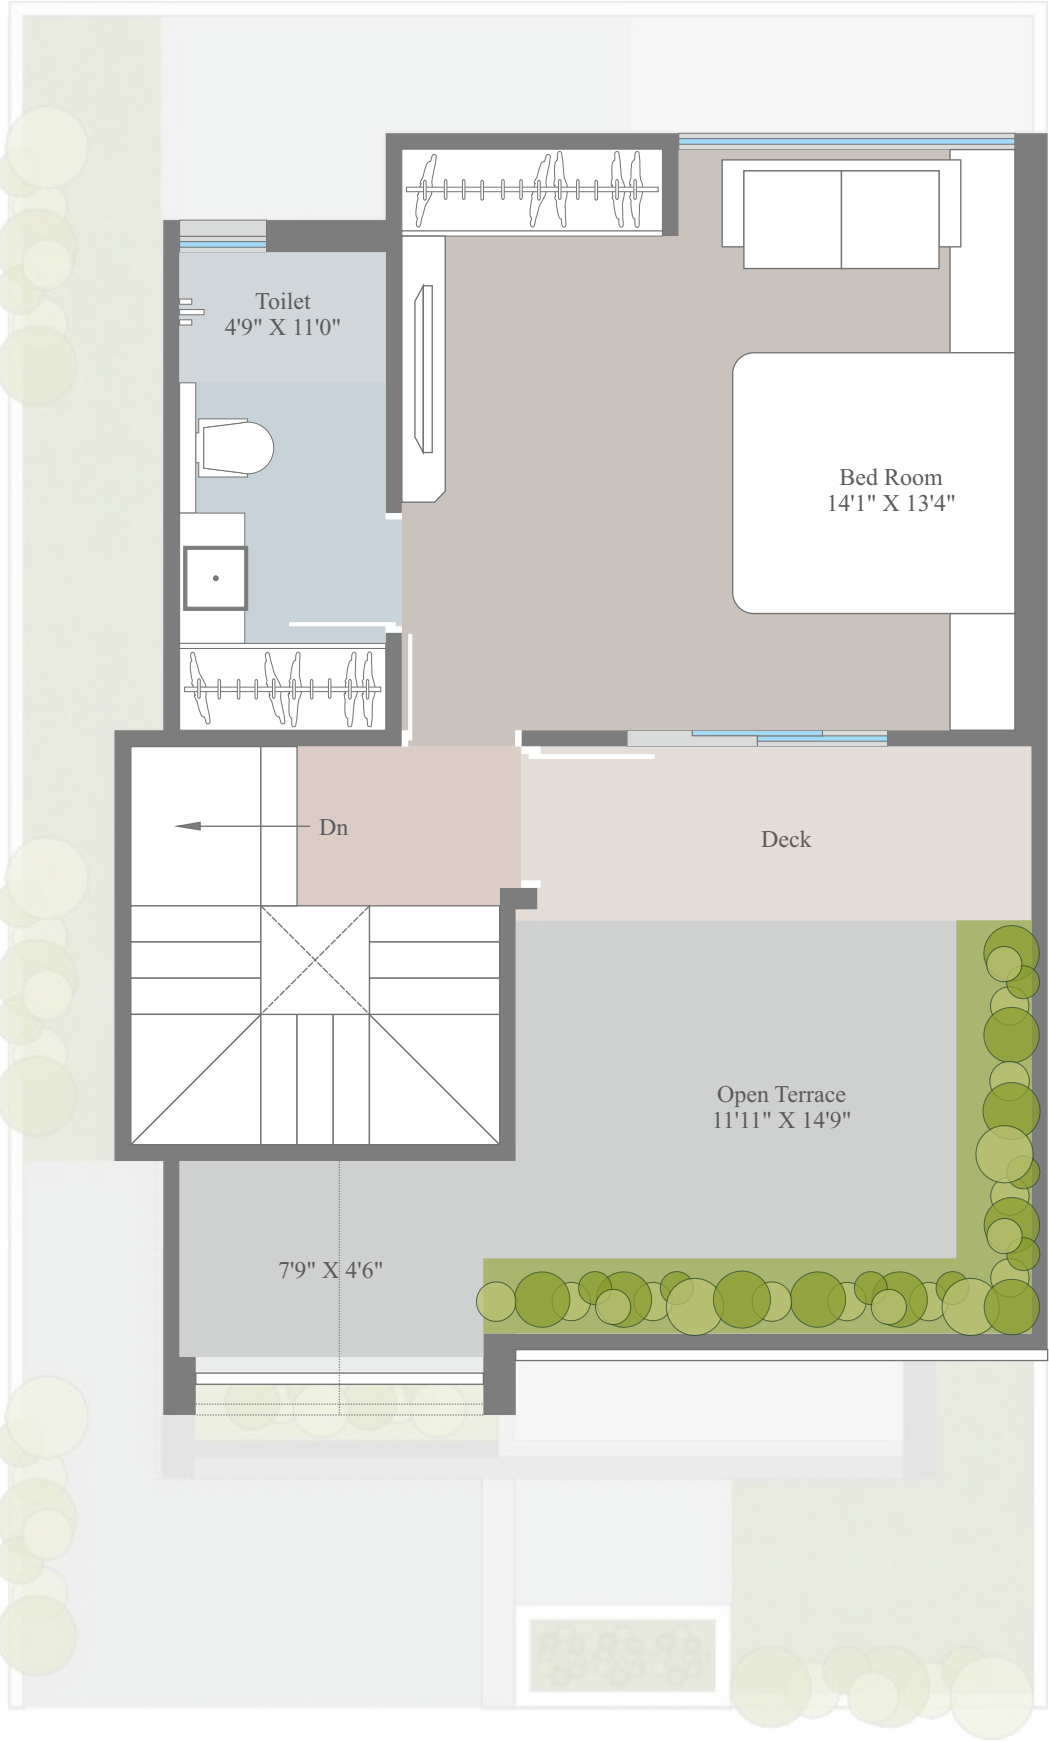 Toilet
4'9" X 11'0"
Bed Room
14'1" X 13'4"
Dn
Deck
Open Terrace
11'11" X 14'9"
7'9" X 4'6"